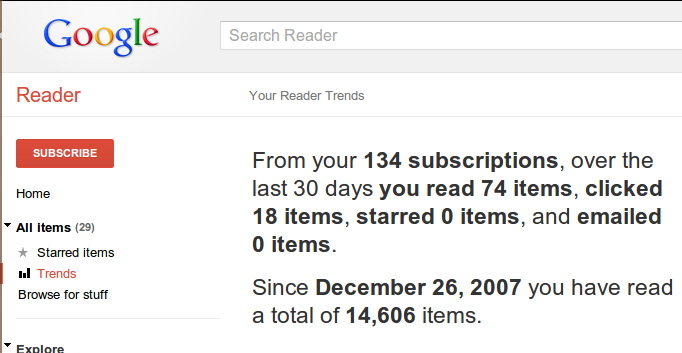 Google
Search Reader
Reader
Your Reader Trends
SUBSCRIBE
Home
All items (29)
Starred items
Trends
Browse for stuff
Explore
From your 134 subscriptions, over the
last 30 days you read 74 items, clicked
18 items, starred 0 items, and emailed
0 items.
Since December 26, 2007 you have read
a total of 14,606 items.